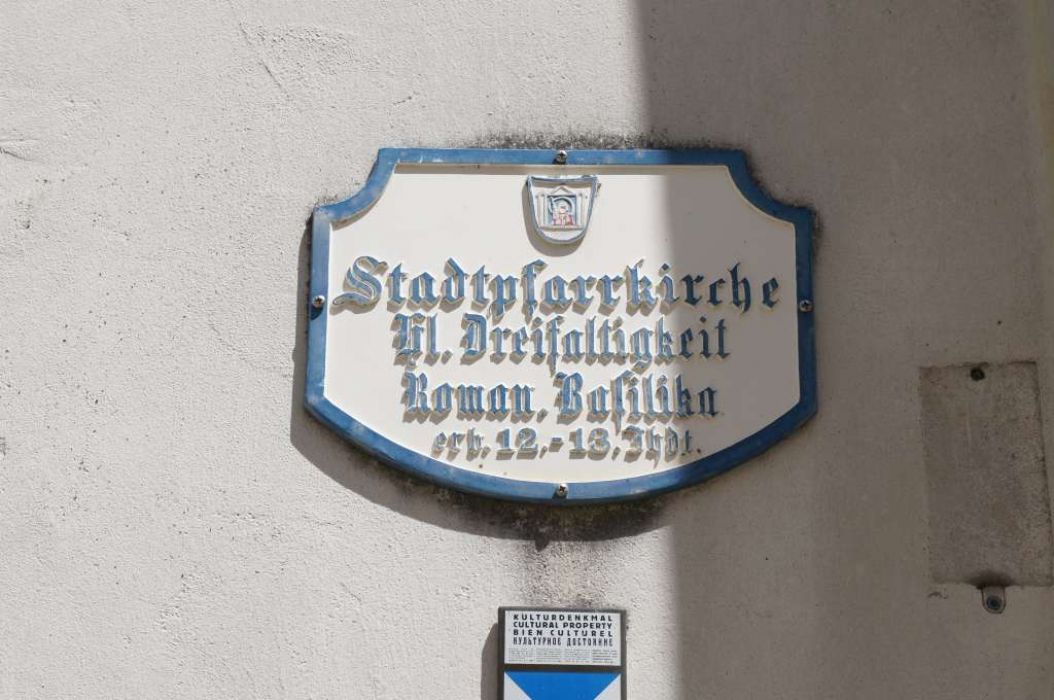 Stadtpfarrkirche
Hl. Dreifaltigkeit
Roman. Basilika
erb. 12.-13. Jhdt.
KULTURDENKMAL
CULTURAL PROPERTY
BIEN CULTUREL
КУЛЬТУРНОЕ ДОСТОЯНИЕ